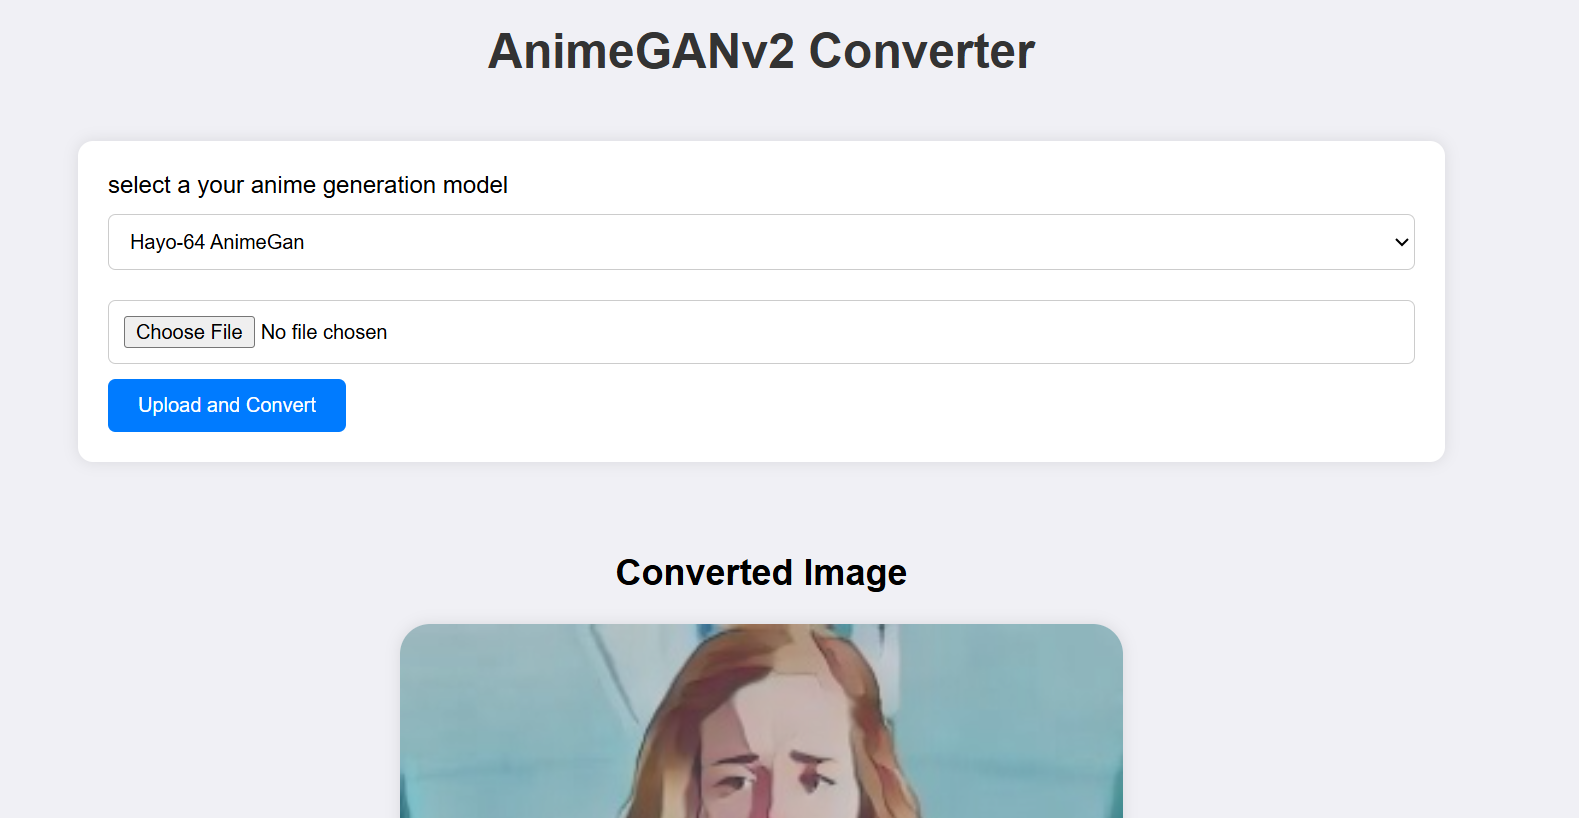 AnimeGANv2 Converter
select a your anime generation model
Hayo-64 AnimeGan
Choose File No file chosen
Upload and Convert
Converted Image